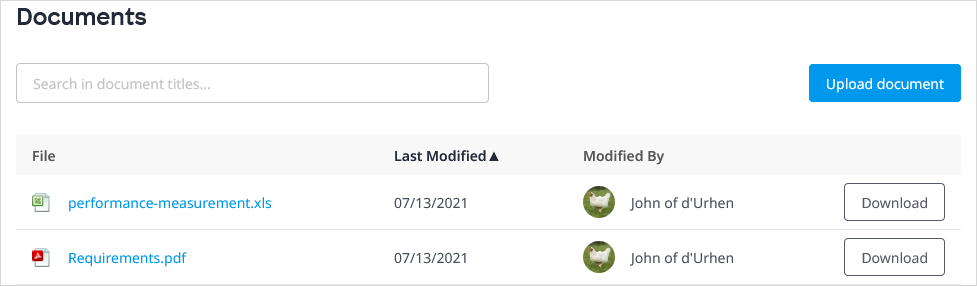 Documents
Search in document titles...
Upload document
File Last Modified▲ Modified By
performance-measurement.xls 07/13/2021 John of d'Urhen Download
Requirements.pdf 07/13/2021 John of d'Urhen Download